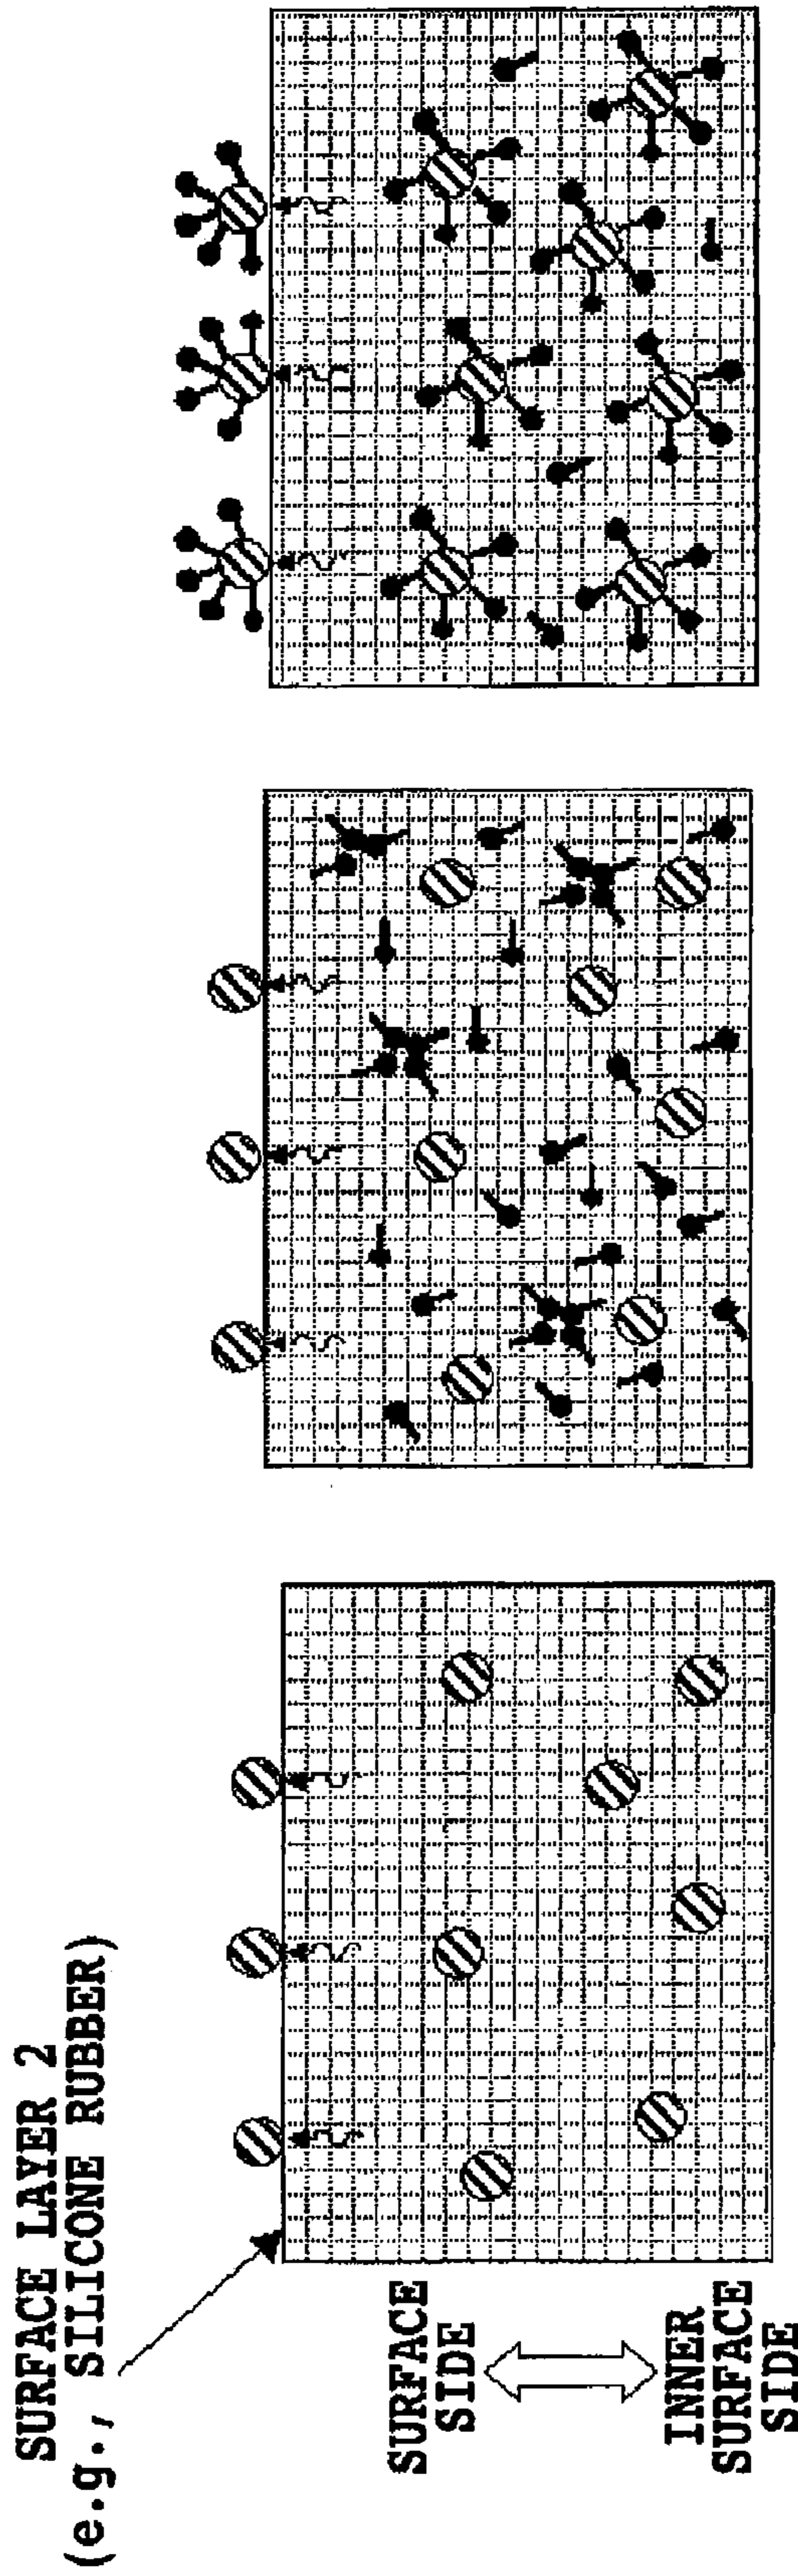 SURFACE LAYER 2
(e.g., SILICONE RUBBER)
SURFACE
SIDE
INNER
SURFACE
SIDE